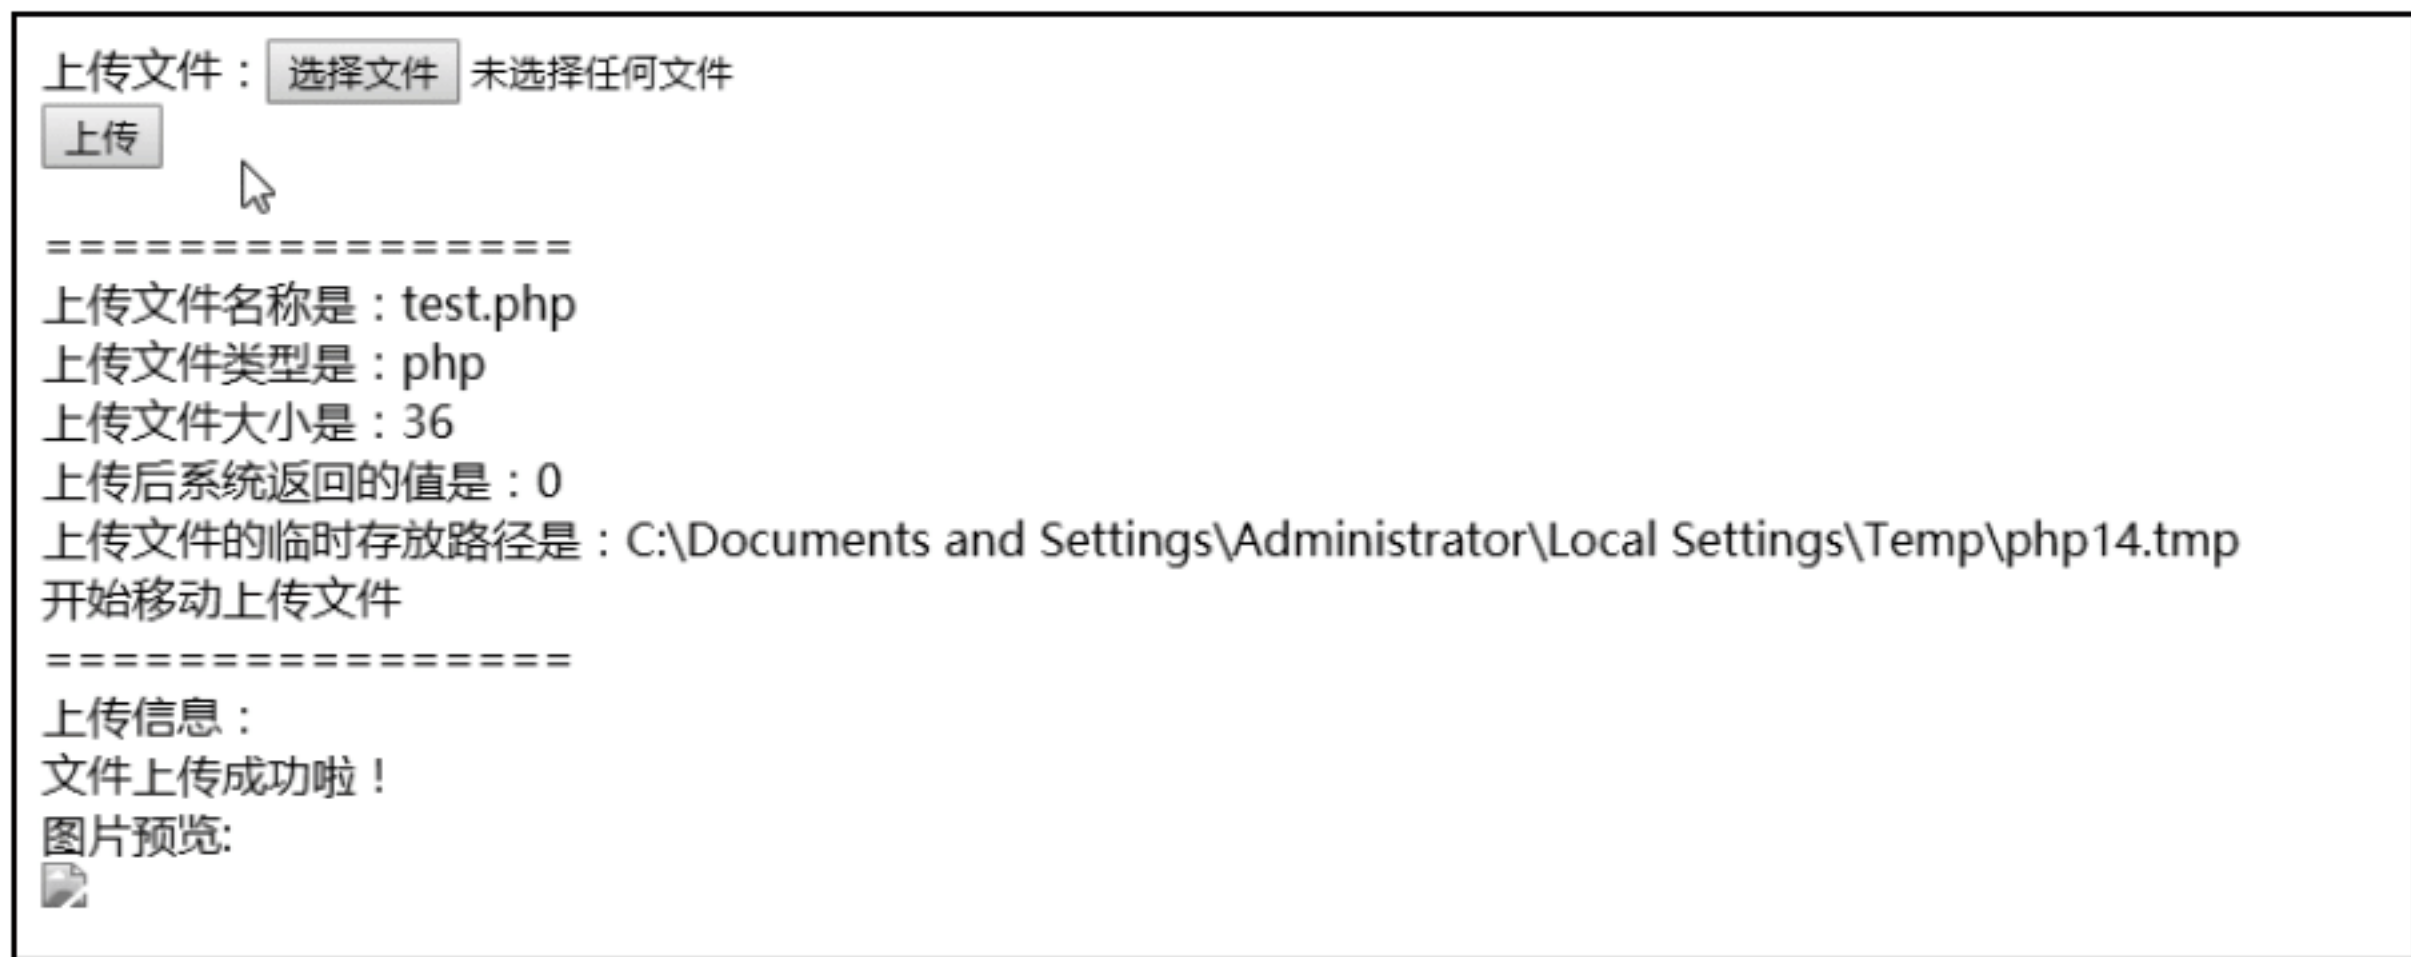 上传文件：选择文件 未选择任何文件
上传
================
上传文件名称是：test.php
上传文件类型是：php
上传文件大小是：36
上传后系统返回的值是：0
上传文件的临时存放路径是：C:\Documents and Settings\Administrator\Local Settings\Temp\php14.tmp
开始移动上传文件
================
上传信息：
文件上传成功啦！
图片预览: